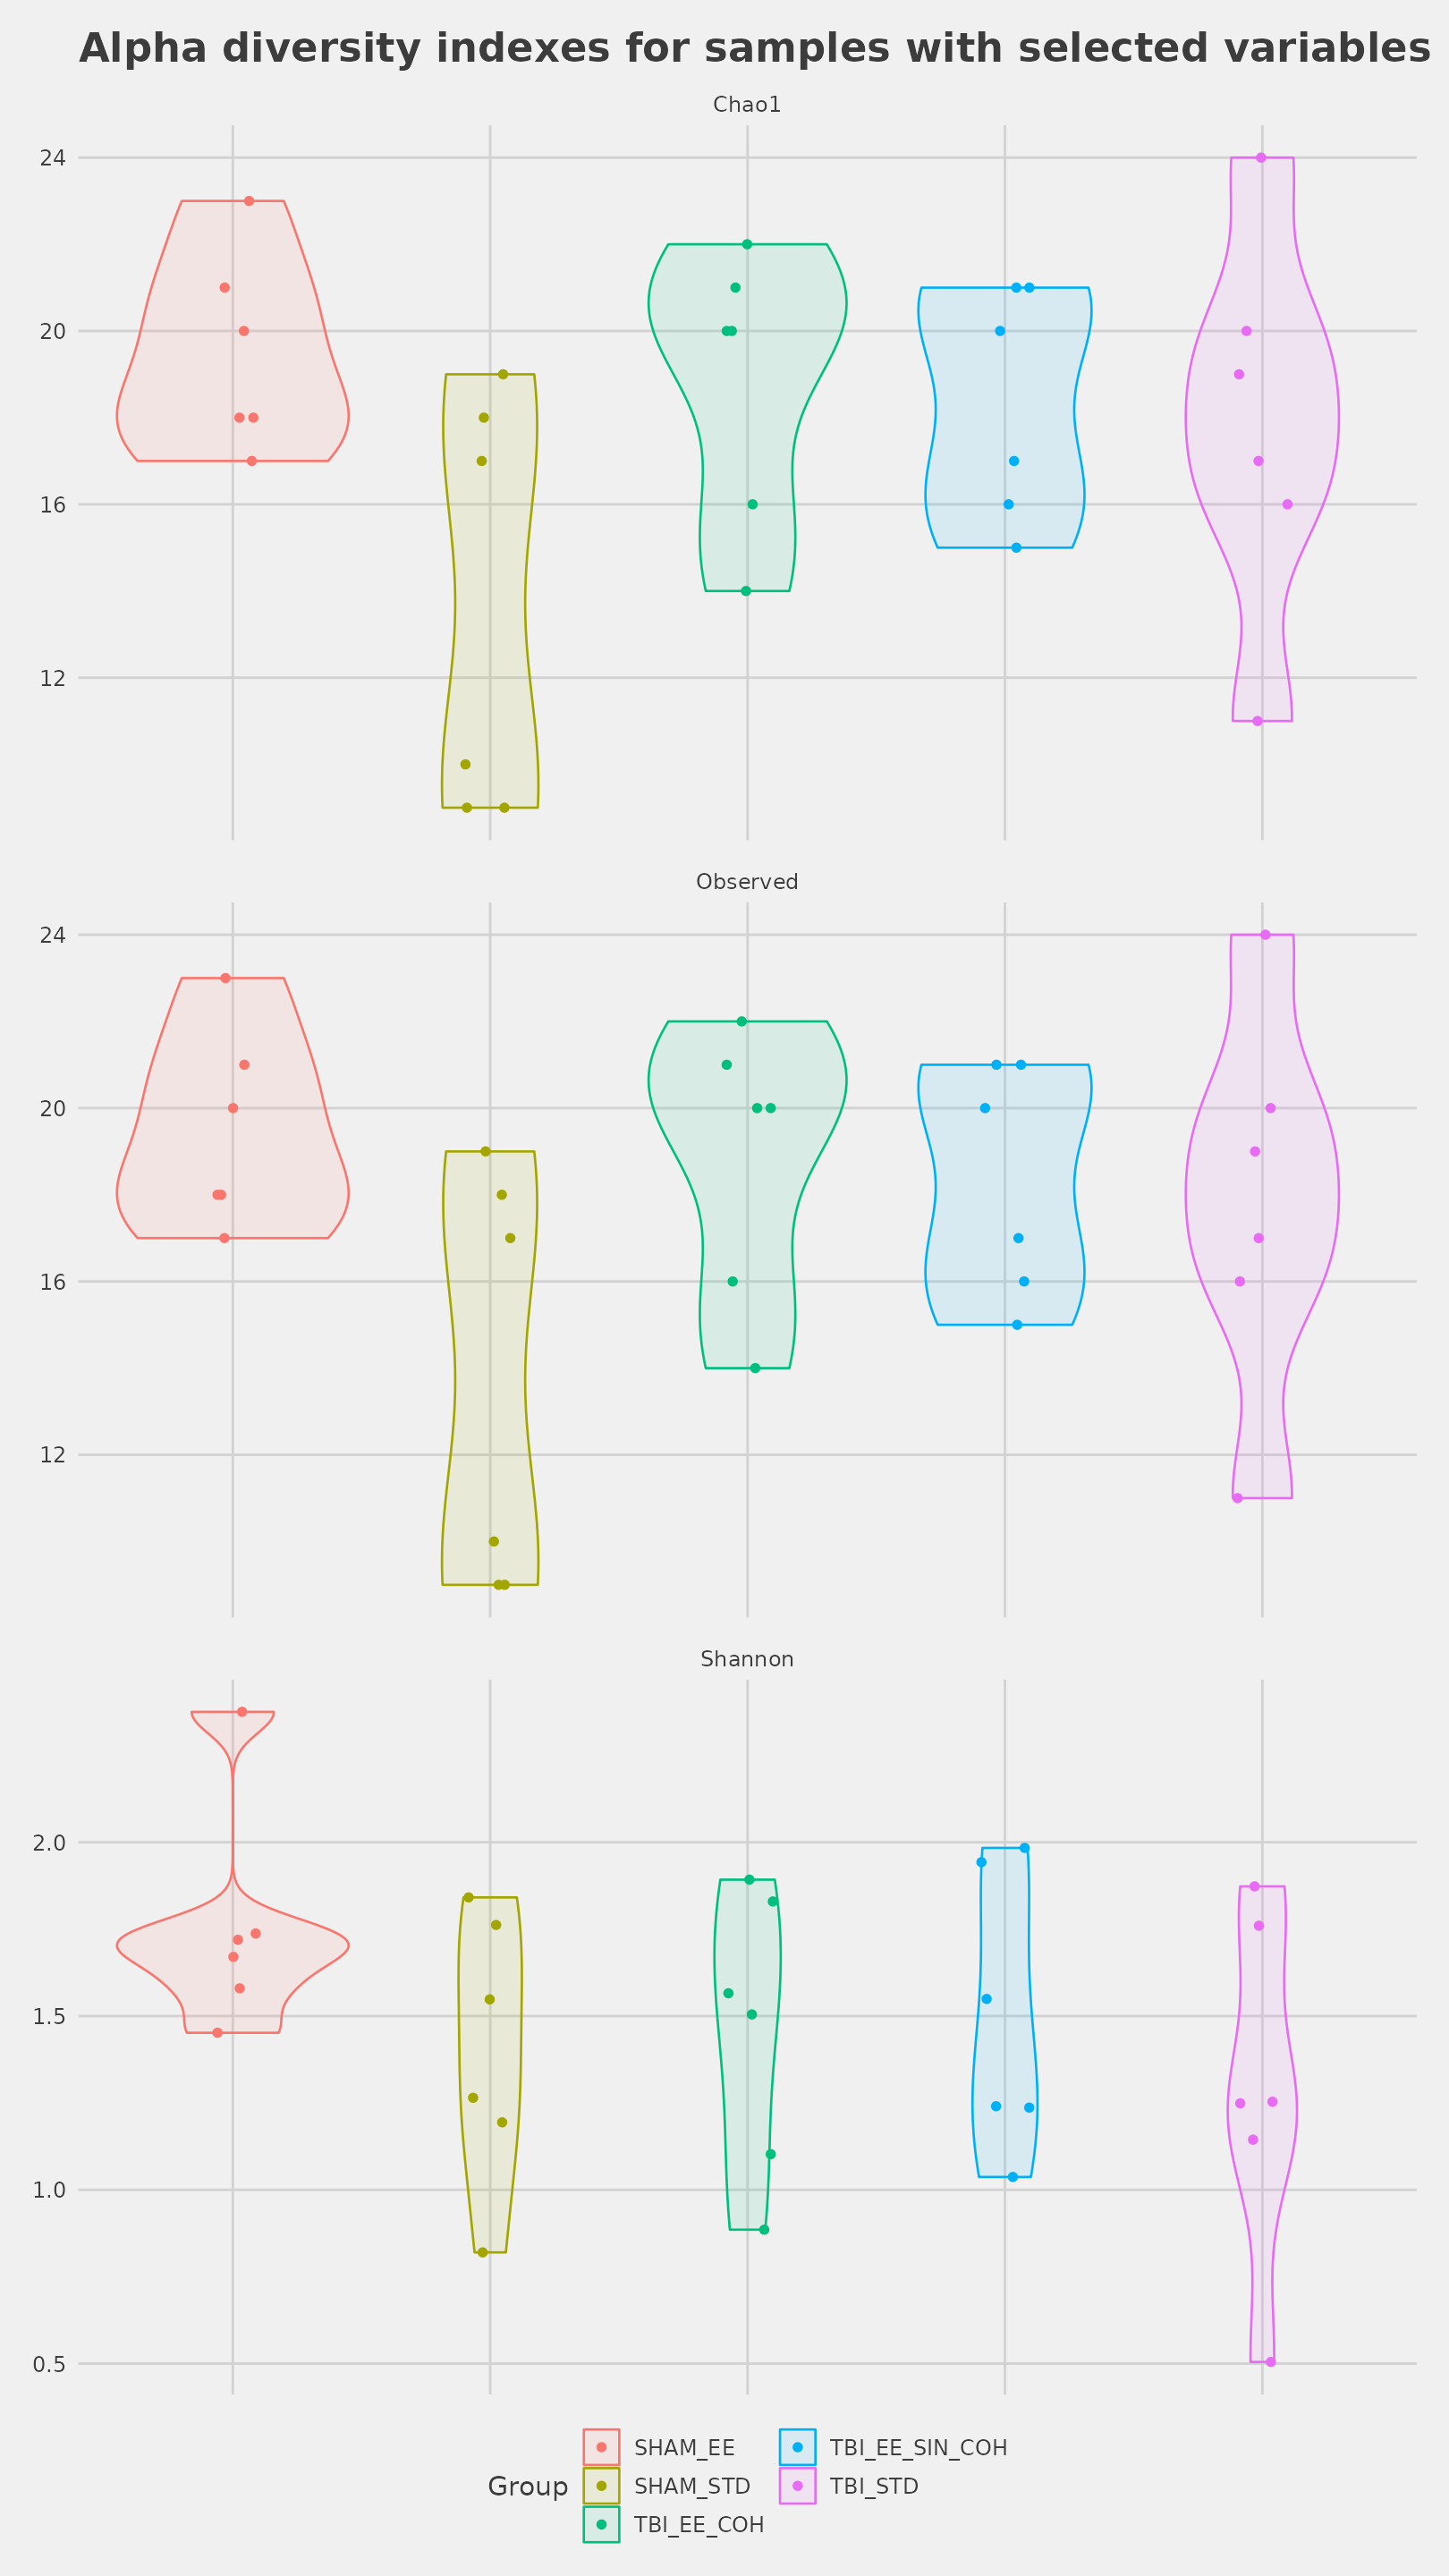 Alpha diversity indexes for samples with selected variables
Chao1
24
20
16
12
Observed
24
20
16
12
Shannon
2.0
1.5
1.0
0.5
Group
SHAM_EE
SHAM_STD
TBI_EE_COH
TBI_EE_SIN_COH
TBI_STD